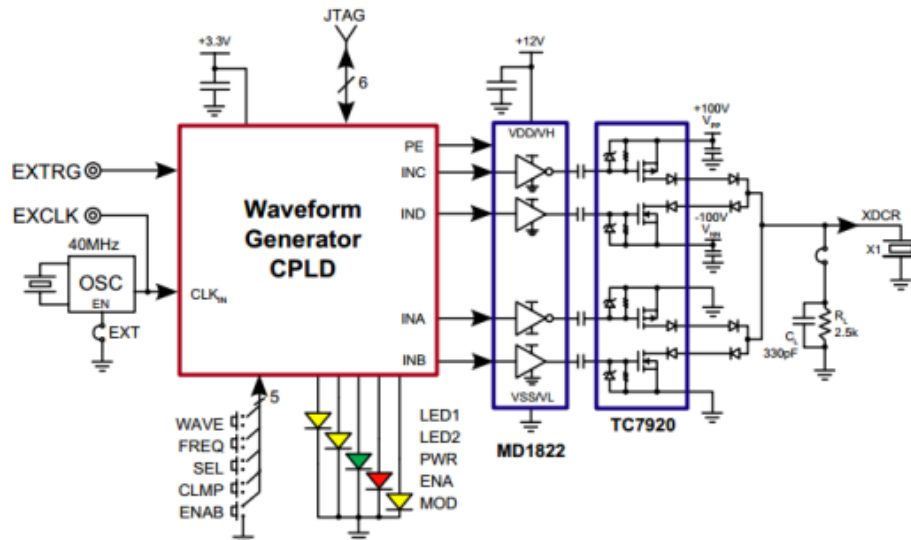 JTAG
+3.3V
6
+12V
EXTRG
EXCLK
40MHz
OSC
EN
EXT
CLKIN
Waveform
Generator
CPLD
PE
INC
IND
INA
INB
VDD/VH
VSS/VL
MD1822
+100V
VPP
-100V
VNN
TC7920
XDCR
X1
RL
2.5k
CL
330pF
5
WAVE
FREQ
SEL
CLMP
ENAB
LED1
LED2
PWR
ENA
MOD